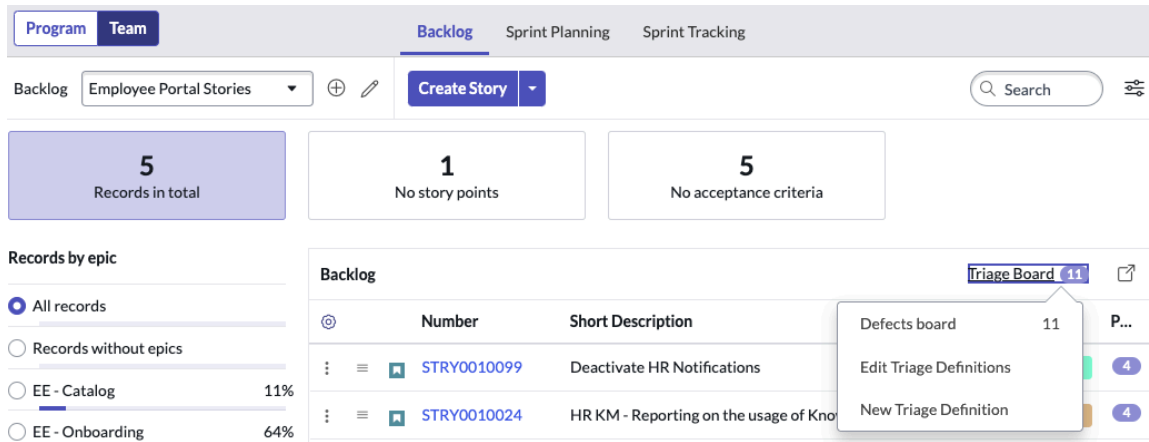 Program Team
Backlog Sprint Planning Sprint Tracking
Backlog Employee Portal Stories Create Story Search
5
Records in total
1
No story points
5
No acceptance criteria
Records by epic
All records
Records without epics
EE - Catalog 11%
EE - Onboarding 64%
Backlog Triage Board 11
Number Short Description P...
STRY0010099 Deactivate HR Notifications 4
STRY0010024 HR KM - Reporting on the usage of Kno 4
Defects board 11
Edit Triage Definitions
New Triage Definition